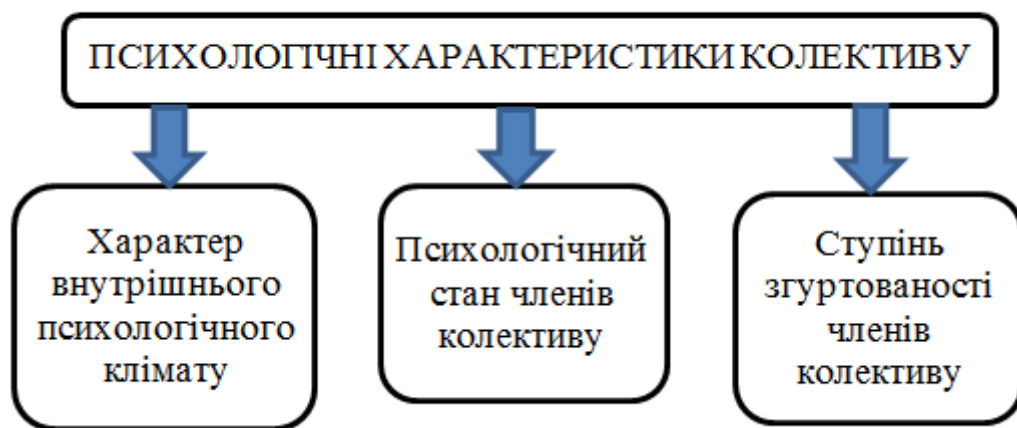 ПСИХОЛОГІЧНІ ХАРАКТЕРИСТИКИ КОЛЕКТИВУ
Характер
внутрішнього
психологічного
клімату
Психологічний
стан членів
колективу
Ступінь
згуртованості
членів
колективу